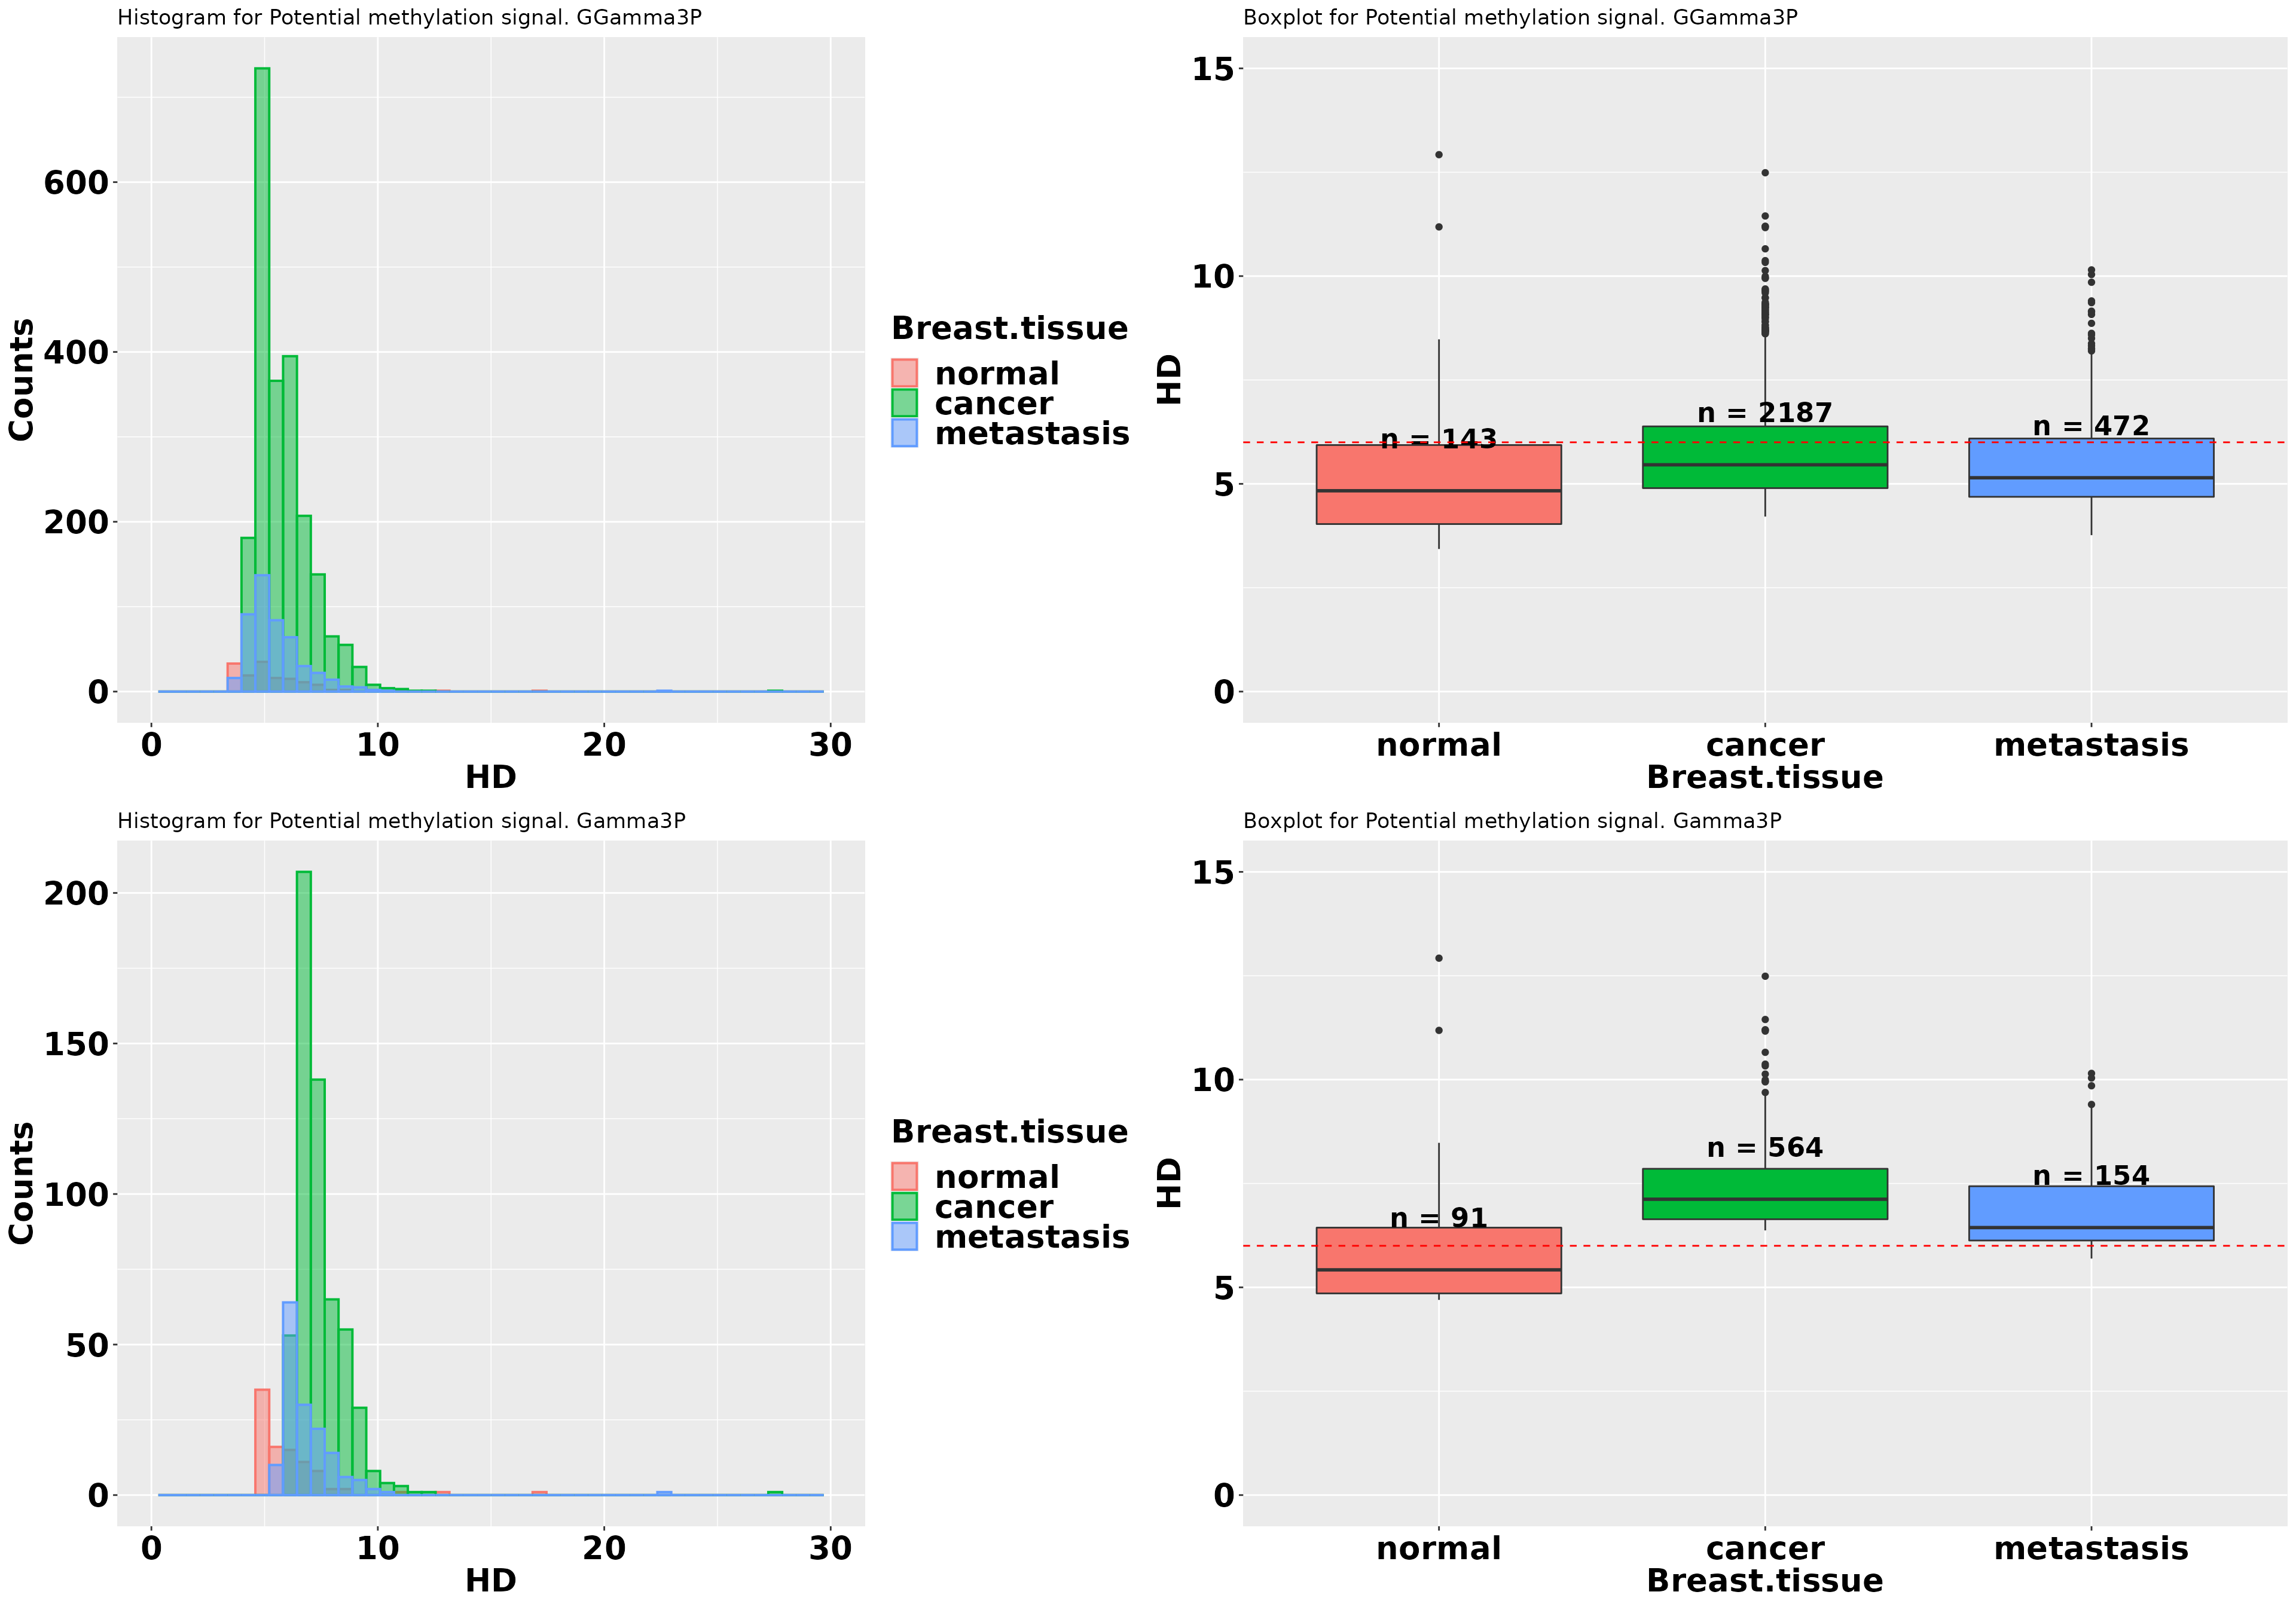 Histogram for Potential methylation signal. GGamma3P
600
400
200
0
Counts
0 10 20 30
HD
Breast.tissue
normal
cancer
metastasis
Boxplot for Potential methylation signal. GGamma3P
15
10
5
0
HD
n = 143
n = 2187
n = 472
normal cancer metastasis
Breast.tissue
Histogram for Potential methylation signal. Gamma3P
200
150
100
50
0
Counts
0 10 20 30
HD
Breast.tissue
normal
cancer
metastasis
Boxplot for Potential methylation signal. Gamma3P
15
10
5
0
HD
n = 91
n = 564
n = 154
normal cancer metastasis
Breast.tissue